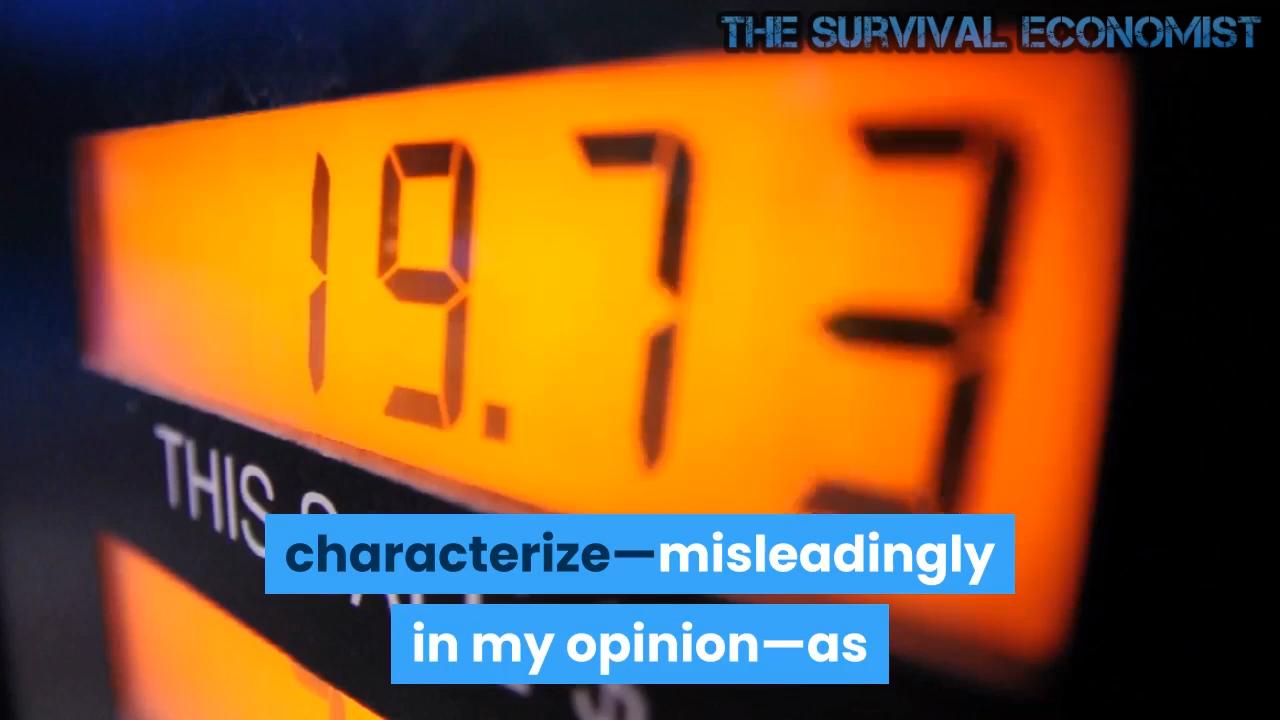 THE SURVIVAL ECONOMIST
19.73
THIS
characterize—misleadingly
in my opinion—as